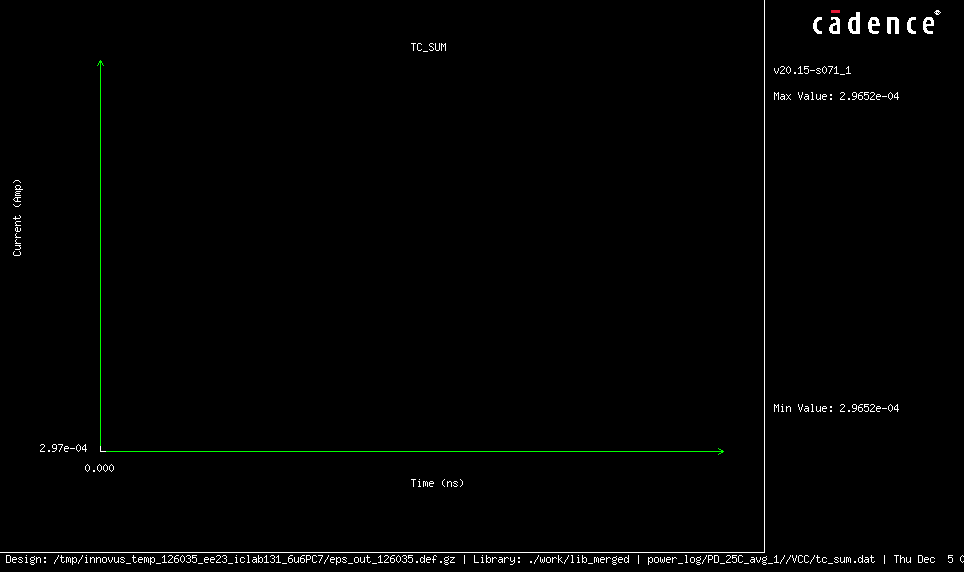 cādence®
TC_SUM
v20.15-s071_1
Max Value: 2.9652e-04
Current (Amp)
Min Value: 2.9652e-04
2.97e-04
0.000
Time (ns)
Design: /tmp/innovus_temp_126035_ee23_iclab131_6u6PC7/eps_out_126035.def.gz | Library: ./work/lib_merged | power_log/PD_25C_avg_1//VCC/tc_sum.dat | Thu Dec 5